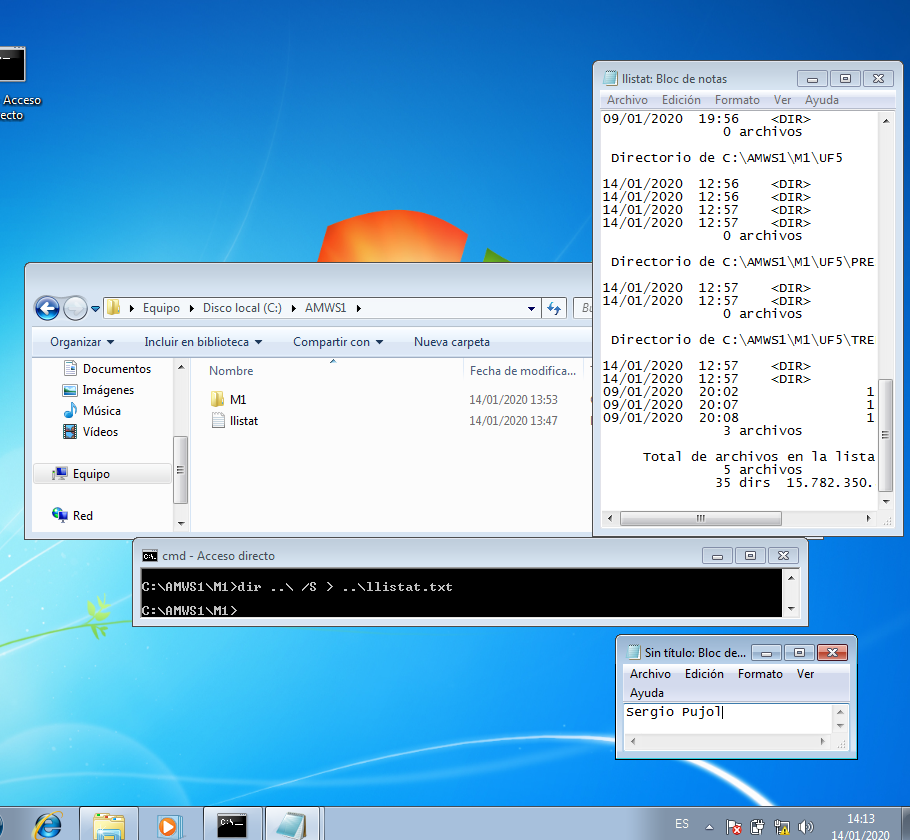 Acceso
ecto
llistat: Bloc de notas
Archivo Edición Formato Ver Ayuda
09/01/2020 19:56 <DIR>
0 archivos
Directorio de C:\AMWS1\M1\UF5
14/01/2020 12:56 <DIR>
14/01/2020 12:56 <DIR>
14/01/2020 12:57 <DIR>
14/01/2020 12:57 <DIR>
0 archivos
Directorio de C:\AMWS1\M1\UF5\PRE
14/01/2020 12:57 <DIR>
14/01/2020 12:57 <DIR>
0 archivos
Directorio de C:\AMWS1\M1\UF5\TRE
14/01/2020 12:57 <DIR>
14/01/2020 12:57 <DIR>
09/01/2020 20:02 1
09/01/2020 20:07 1
09/01/2020 20:08 1
3 archivos
Total de archivos en la lista
5 archivos
35 dirs 15.782.350.
Equipo Disco local (C:) AMWS1
Organizar Incluir en biblioteca Compartir con Nueva carpeta
Documentos
Imágenes
Música
Vídeos
Equipo
Red
Nombre Fecha de modifica...
M1 14/01/2020 13:53
llistat 14/01/2020 13:47
cmd - Acceso directo
C:\AMWS1\M1>dir ..\ /S > ..\llistat.txt
C:\AMWS1\M1>
Sin título: Bloc de...
Archivo Edición Formato Ver
Ayuda
Sergio Pujol
ES
14:13
14/01/2020